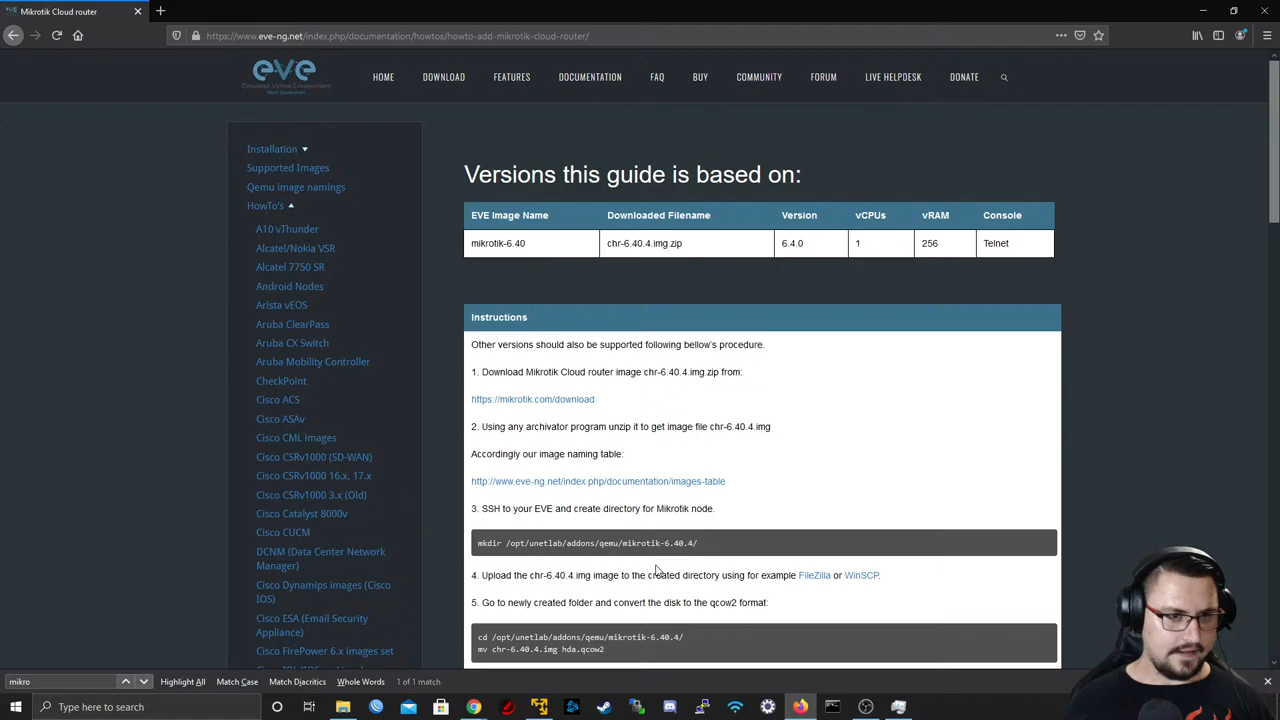 Mikrotik Cloud router
https://www.eve-ng.net/index.php/documentation/howtos/howto-add-mikrotik-cloud-router/
eve
Emulated Virtual Environment
Next Generation
HOME
DOWNLOAD
FEATURES
DOCUMENTATION
FAQ
BUY
COMMUNITY
FORUM
LIVE HELPDESK
DONATE
Installation
Supported Images
Qemu image namings
HowTo's
A10 vThunder
Alcatel/Nokia VSR
Alcatel 7750 SR
Android Nodes
Arista vEOS
Aruba ClearPass
Aruba CX Switch
Aruba Mobility Controller
CheckPoint
Cisco ACS
Cisco ASAv
Cisco CML images
Cisco CSRv1000 (SD-WAN)
Cisco CSRv1000 16.x, 17.x
Cisco CSRv1000 3.x (Old)
Cisco Catalyst 8000v
Cisco CUCM
DCNM (Data Center Network
Manager)
Cisco Dynamips images (Cisco
IOS)
Cisco ESA (Email Security
Appliance)
Cisco FirePower 6.x images set
Versions this guide is based on:
EVE Image Name Downloaded Filename Version vCPUs vRAM Console
mikrotik-6.40 chr-6.40.4.img.zip 6.4.0 1 256 Telnet
Instructions
Other versions should also be supported following bellow's procedure.
1. Download Mikrotik Cloud router image chr-6.40.4.img.zip from:
https://mikrotik.com/download
2. Using any archivator program unzip it to get image file chr-6.40.4.img
Accordingly our image naming table:
http://www.eve-ng.net/index.php/documentation/images-table
3. SSH to your EVE and create directory for Mikrotik node.
mkdir /opt/unetlab/addons/qemu/mikrotik-6.40.4/
4. Upload the chr-6.40.4.img image to the created directory using for example FileZilla or WinSCP.
5. Go to newly created folder and convert the disk to the qcow2 format:
cd /opt/unetlab/addons/qemu/mikrotik-6.40.4/
mv chr-6.40.4.img hda.qcow2
mikro
Highlight All
Match Case
Match Diacritics
Whole Words
1 of 1 match
Type here to search